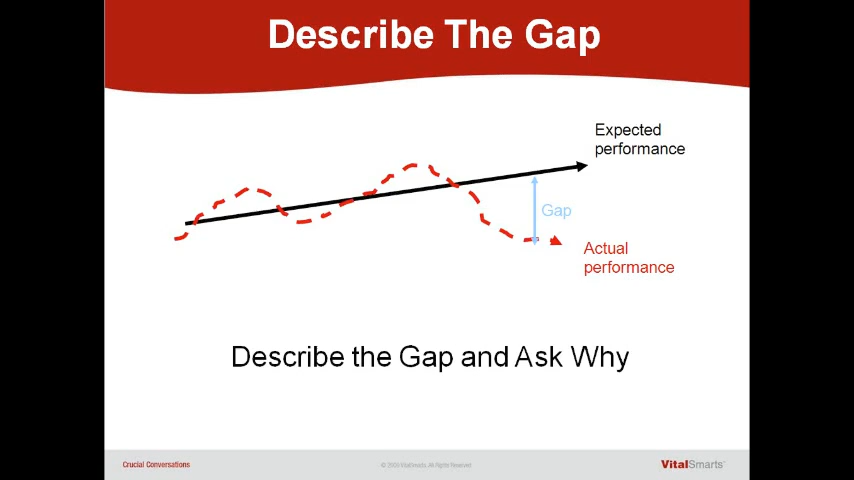 Describe The Gap
Expected
performance
Gap
Actual
performance
Describe the Gap and Ask Why
Crucial Conversations
VitalSmarts